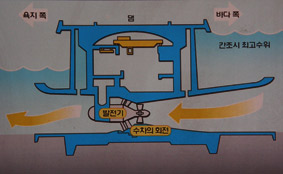 육지 쪽
댐
바다 쪽
간조시 최고수위
발전기
수차의 회전